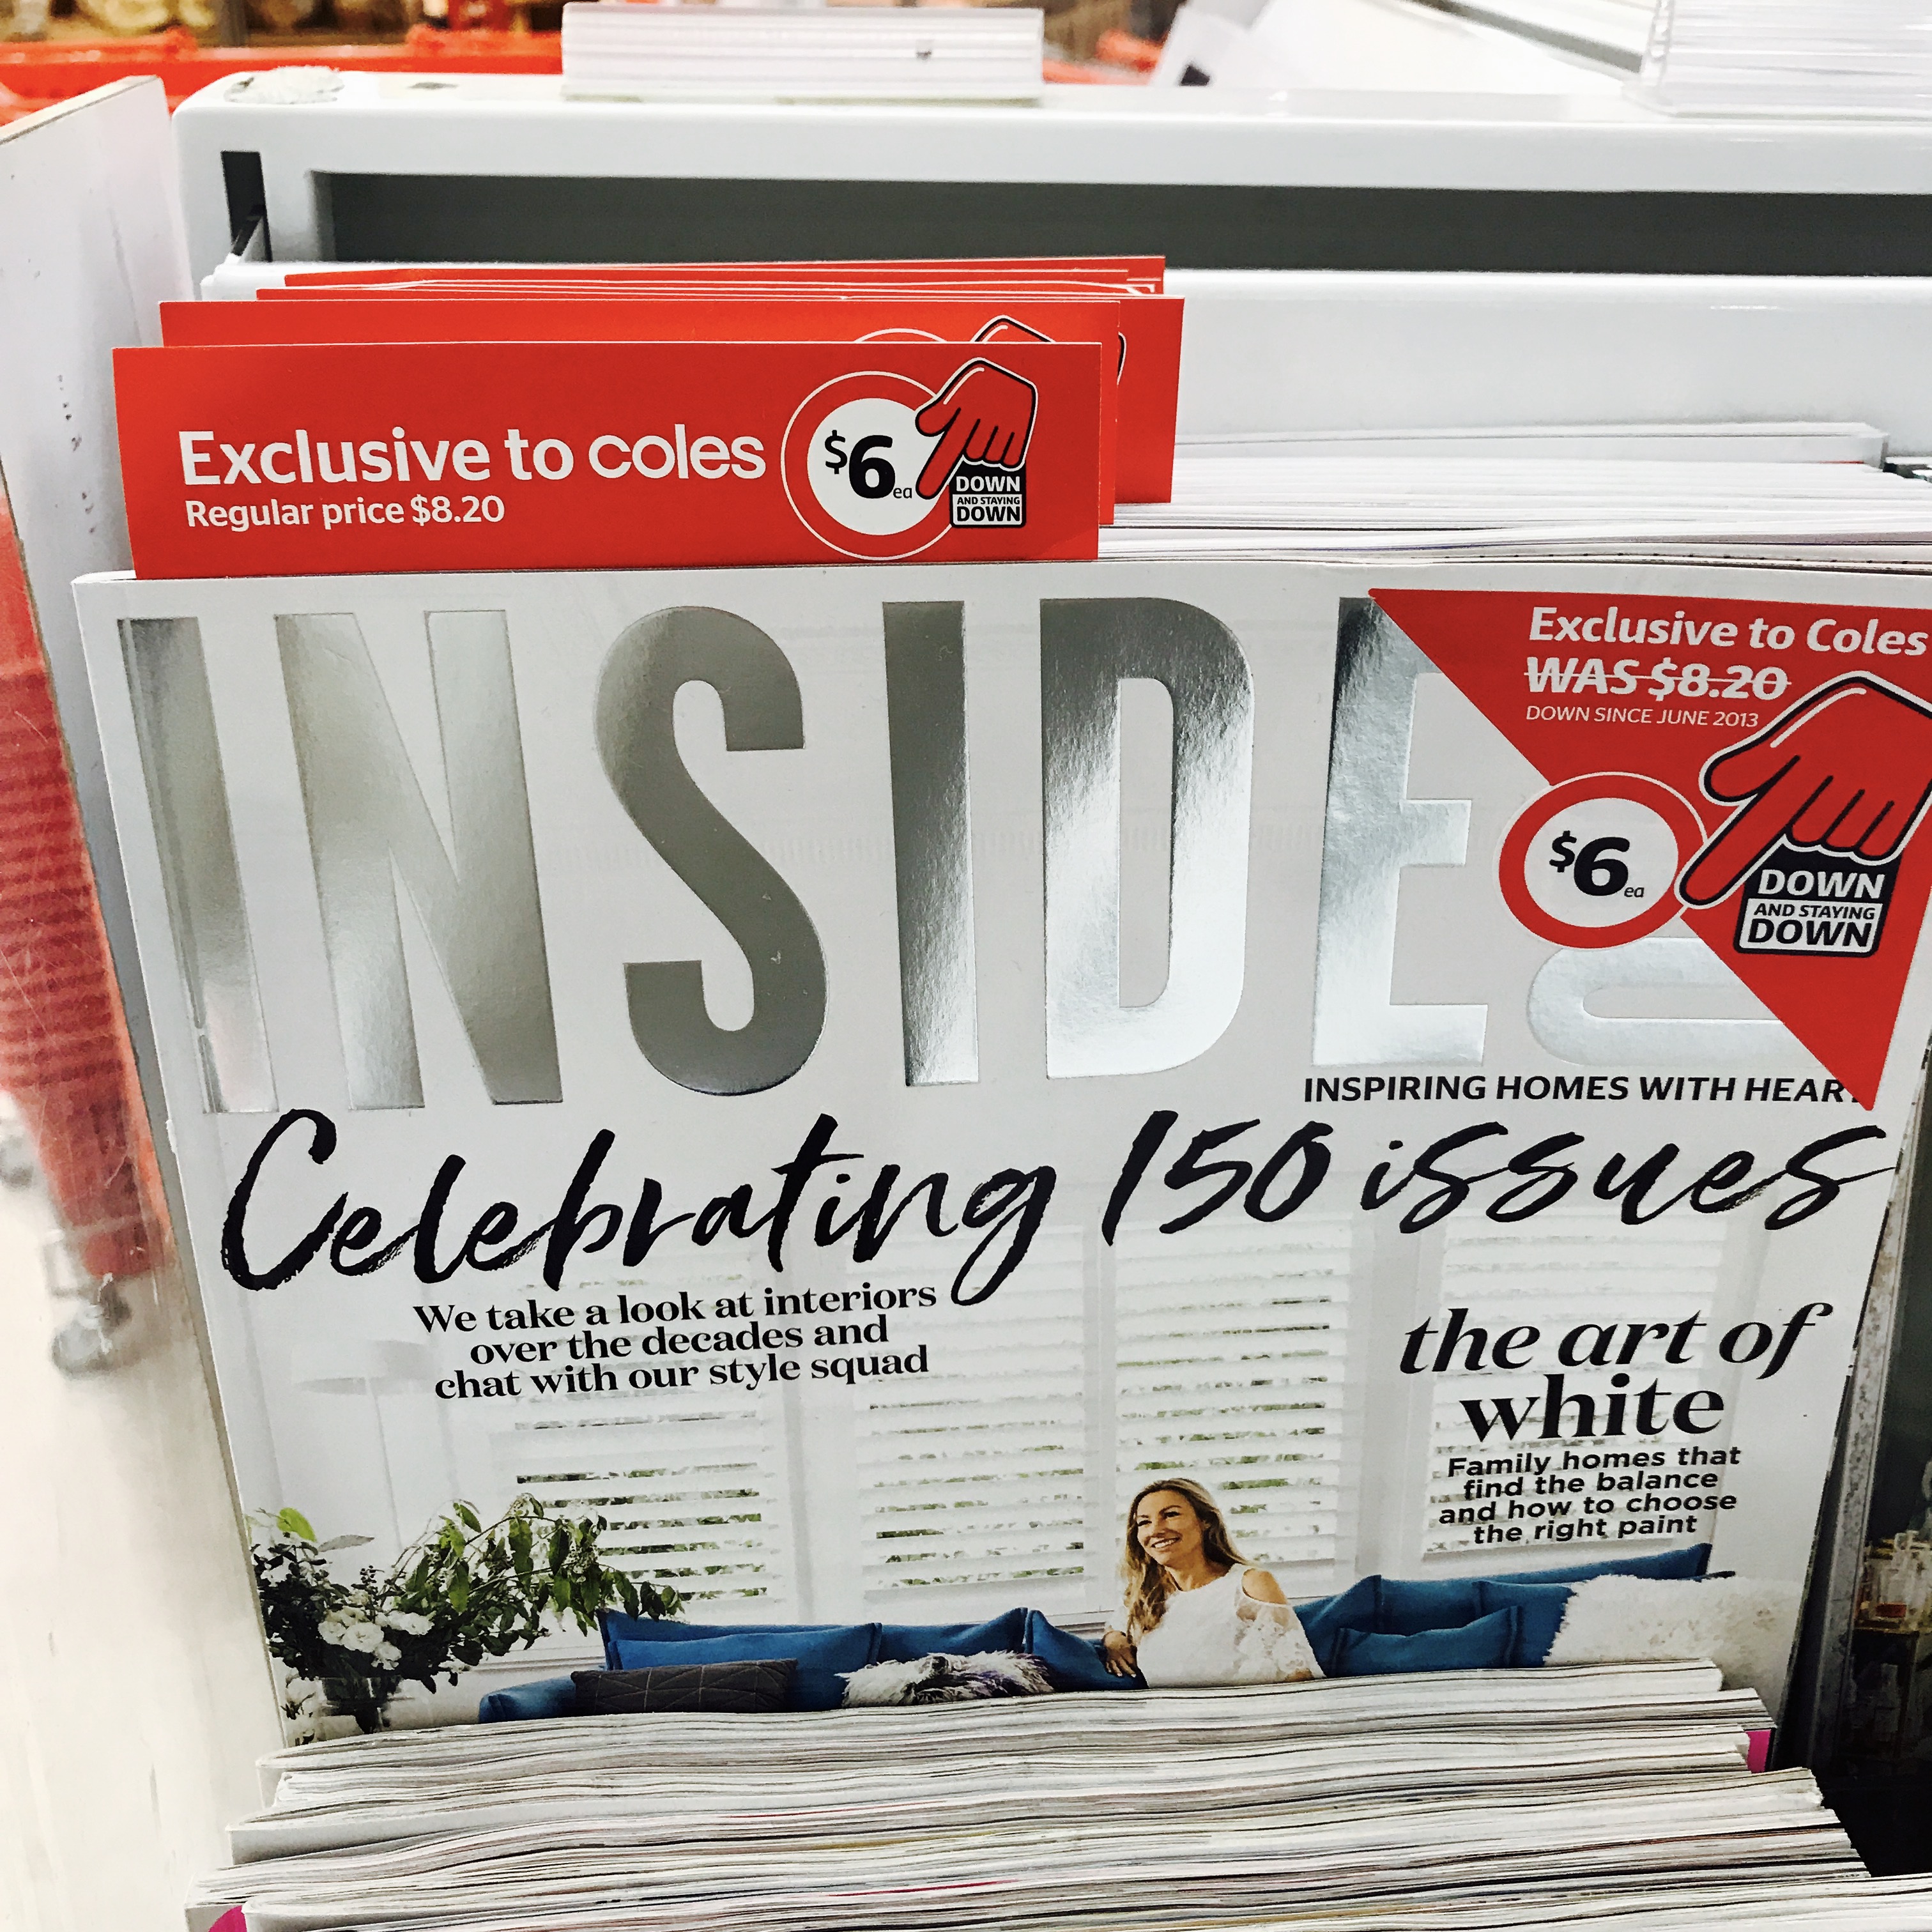 Exclusive to coles
Regular price $8.20
$6ea
DOWN
AND STAYING
DOWN
INSIDE
Exclusive to Coles
WAS $8.20
DOWN SINCE JUNE 2013
$6ea
DOWN
AND STAYING
DOWN
INSPIRING HOMES WITH HEART
Celebrating 150 issues
We take a look at interiors
over the decades and
chat with our style squad
the art of
white
Family homes that
find the balance
and how to choose
the right paint